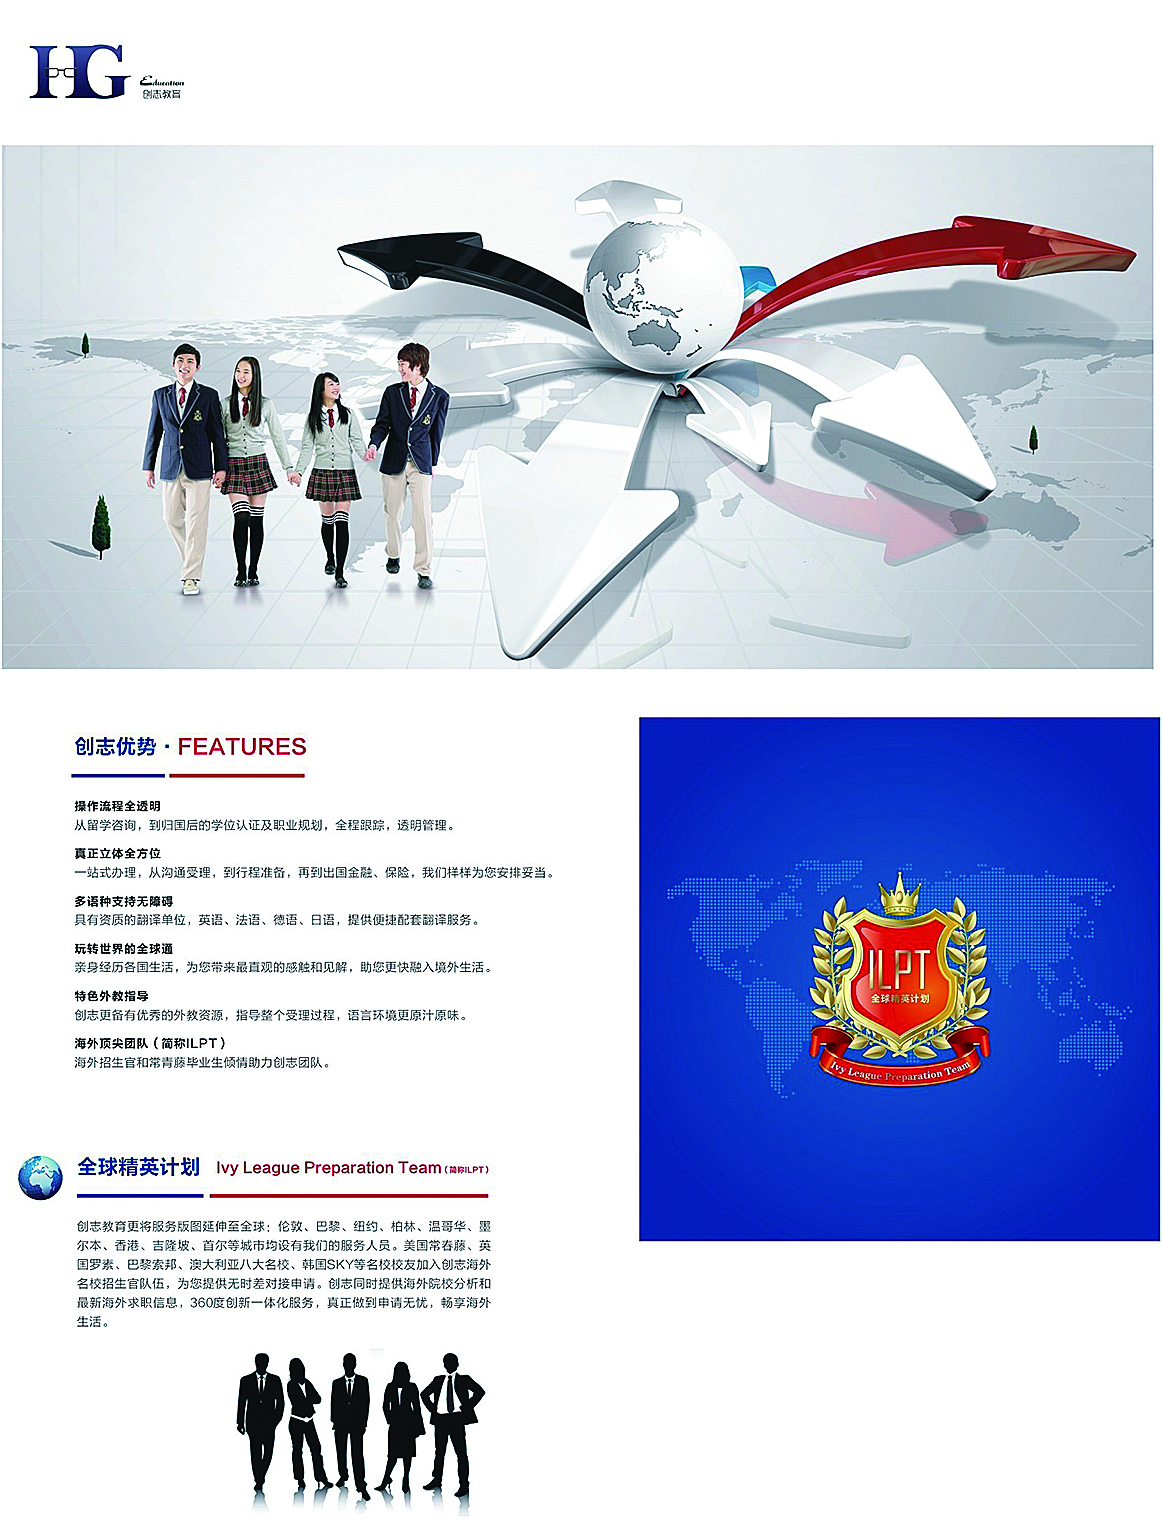 HG
Education
创志教育
创志优势·FEATURES
操作流程全透明
从留学咨询，到归国后的学位认证及职业规划，全程跟踪，透明管理。
真正立体全方位
一站式办理，从沟通受理，到行程准备，再到出国金融、保险，我们样样为您安排妥当。
多语种支持无障碍
具有资质的翻译单位，英语、法语、德语、日语，提供便捷配套翻译服务。
玩转世界的全球通
亲身经历各国生活，为您带来最直观的感触和见解，助您更快融入境外生活。
特色外教指导
创志更备有优秀的外教资源，指导整个受理过程，语言环境更原汁原味。
海外顶尖团队（简称ILPT）
海外招生官和常青藤毕业生倾情助力创志团队。
ILPT
全球精英计划
Ivy League Preparation Team
全球精英计划 Ivy League Preparation Team（简称ILPT）
创志教育更将服务版图延伸至全球：伦敦、巴黎、纽约、柏林、温哥华、墨
尔本、香港、吉隆坡、首尔等城市均设有我们的服务人员。美国常春藤、英
国罗素、巴黎索邦、澳大利亚八大名校、韩国SKY等名校校友加入创志海外
名校招生官队伍，为您提供无时差对接申请。创志同时提供海外院校分析和
最新海外求职信息，360度创新一体化服务，真正做到申请无忧，畅享海外
生活。